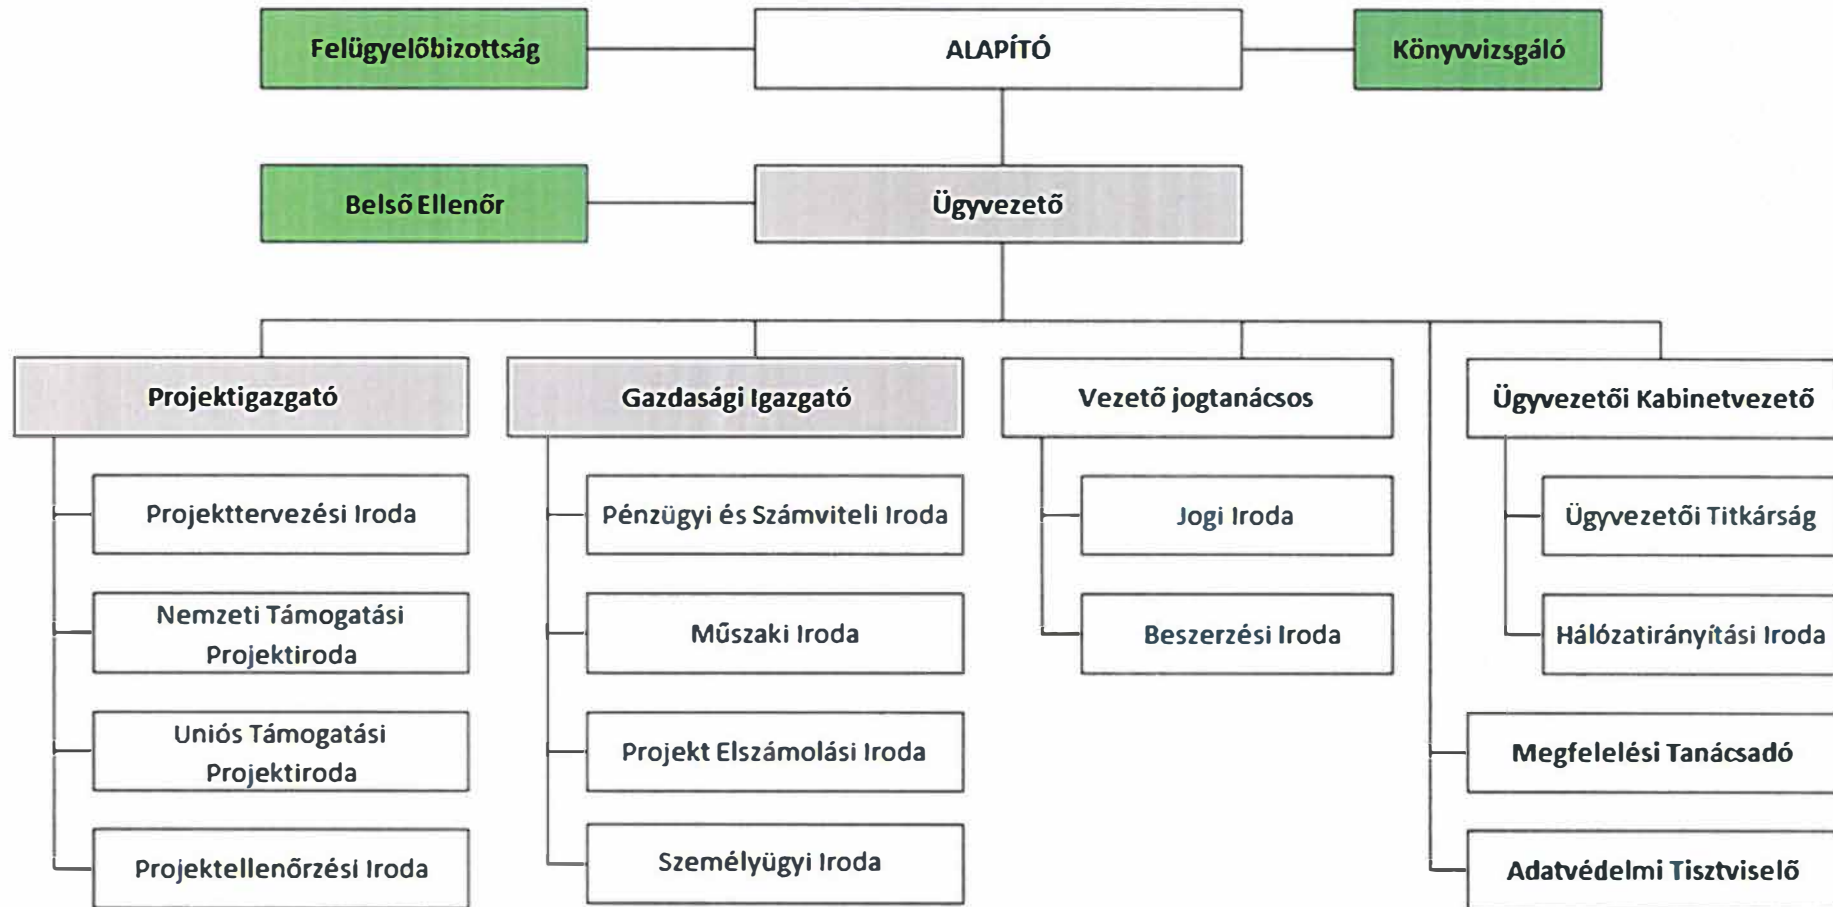 Felügyelőbizottság
ALAPÍTÓ
Könyvvizsgáló
Belső Ellenőr
Ügyvezető
Projektigazgató
Gazdasági Igazgató
Vezető jogtanácsos
Ügyvezetői Kabinetvezető
Projekttervezési Iroda
Pénzügyi és Számviteli Iroda
Jogi Iroda
Ügyvezetői Titkárság
Nemzeti Támogatási
Projektiroda
Műszaki Iroda
Beszerzési Iroda
Hálózatirányítási Iroda
Uniós Támogatási
Projektiroda
Projekt Elszámolási Iroda
Megfelelési Tanácsadó
Projektellenőrzési Iroda
Személyügyi Iroda
Adatvédelmi Tisztviselő